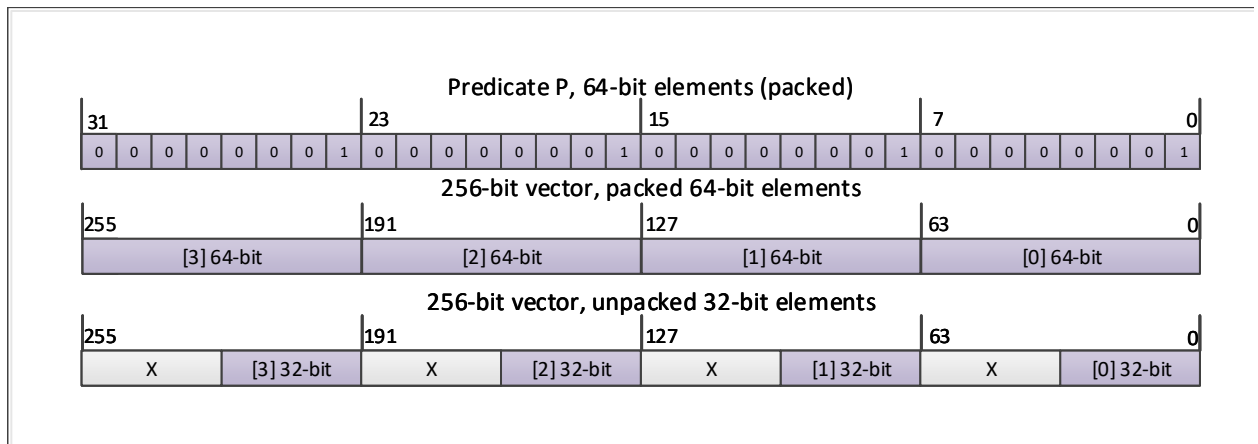 Predicate P, 64-bit elements (packed)
31 23 15 7 0
0 0 0 0 0 0 0 1 0 0 0 0 0 0 0 1 0 0 0 0 0 0 0 1 0 0 0 0 0 0 0 1
256-bit vector, packed 64-bit elements
255 191 127 63 0
[3] 64-bit [2] 64-bit [1] 64-bit [0] 64-bit
256-bit vector, unpacked 32-bit elements
255 191 127 63 0
X [3] 32-bit X [2] 32-bit X [1] 32-bit X [0] 32-bit